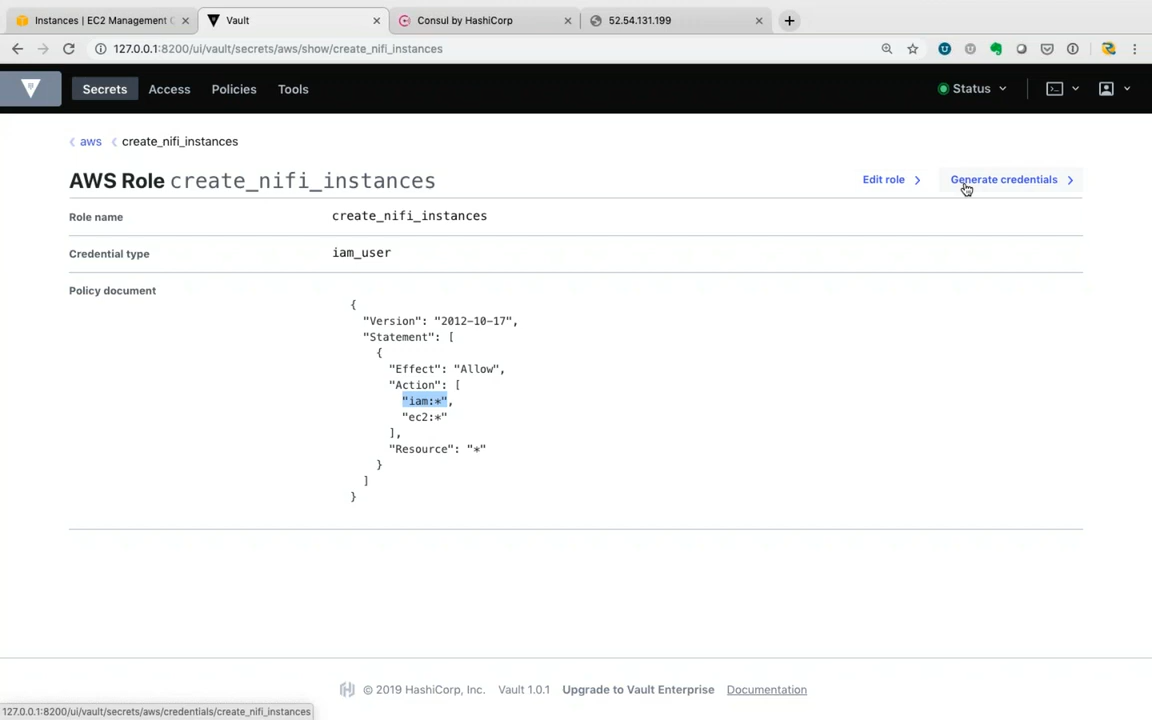 Instances | EC2 Management C
Vault
Consul by HashiCorp
52.54.131.199
127.0.0.1:8200/ui/vault/secrets/aws/show/create_nifi_instances
Secrets
Access
Policies
Tools
Status
aws
create_nifi_instances
AWS Role create_nifi_instances
Edit role
Generate credentials
Role name
create_nifi_instances
Credential type
iam_user
Policy document
{
"Version": "2012-10-17",
"Statement": [
{
"Effect": "Allow",
"Action": [
"iam:*",
"ec2:*"
],
"Resource": "*"
}
]
}
© 2019 HashiCorp, Inc.
Vault 1.0.1
Upgrade to Vault Enterprise
Documentation
127.0.0.1:8200/ui/vault/secrets/aws/credentials/create_nifi_instances